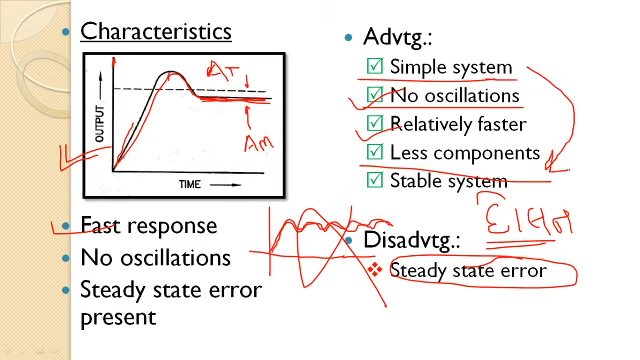 Characteristics
OUTPUT
TIME
AT
AM
Fast response
No oscillations
Steady state error
present
Advtg.:
Simple system
No oscillations
Relatively faster
Less components
Stable system
Disadvtg.:
Steady state error